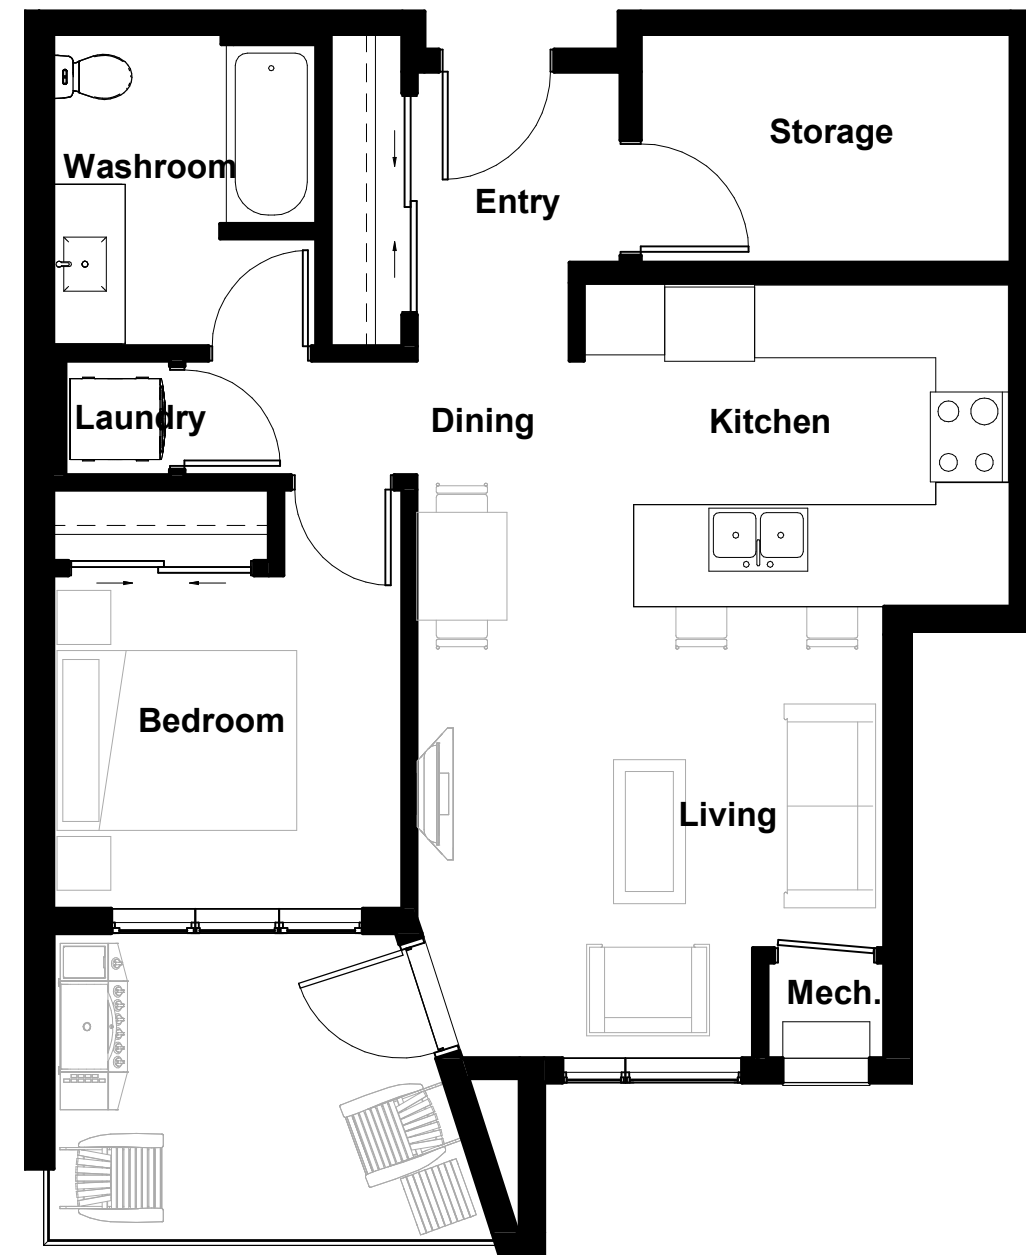 Storage
Washroom
Entry
Laundry
Dining
Kitchen
Bedroom
Living
Mech.